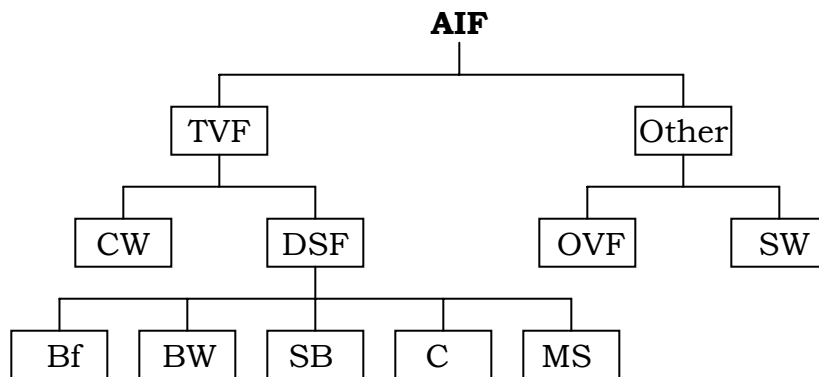 AIF
TVF Other
CW DSF OVF SW
Bf BW SB C MS